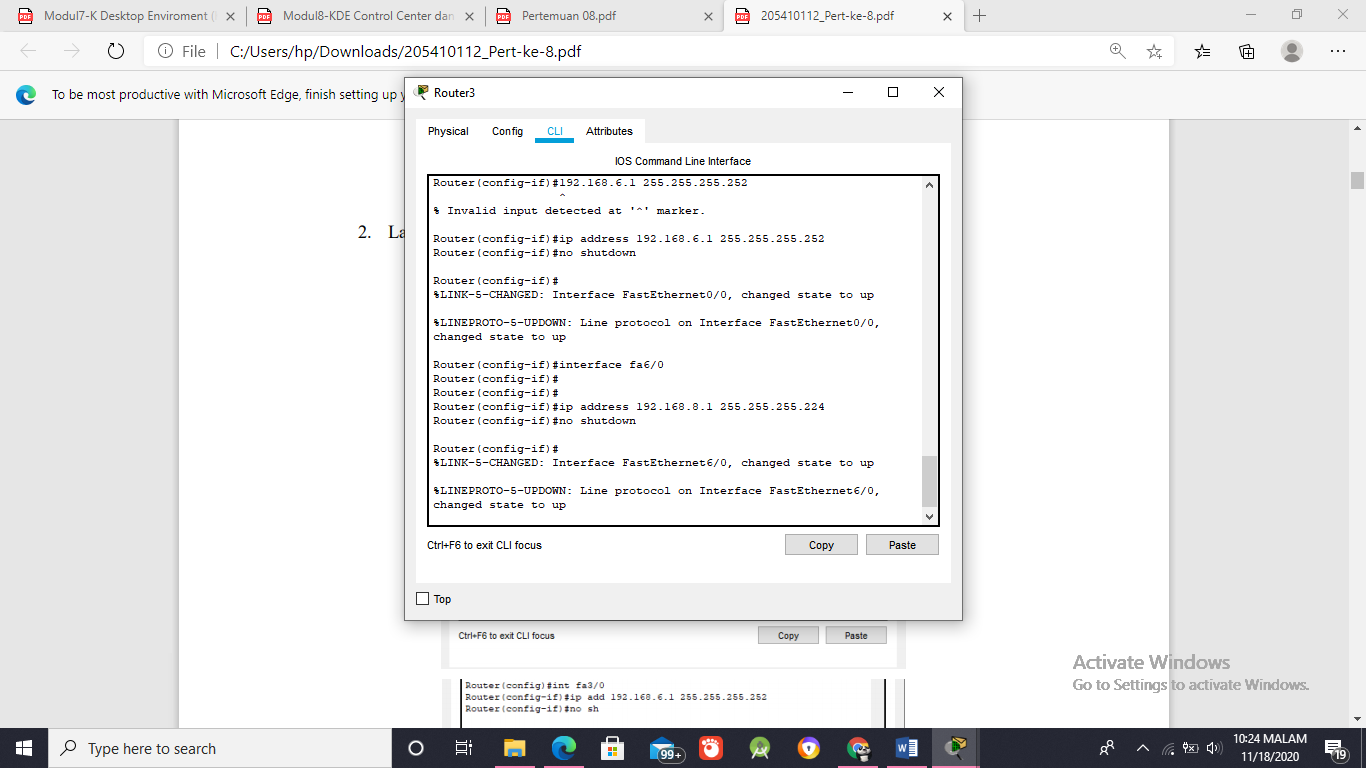 Modul7-K Desktop Enviroment (
Modul8-KDE Control Center dan
Pertemuan 08.pdf
205410112_Pert-ke-8.pdf
File
C:/Users/hp/Downloads/205410112_Pert-ke-8.pdf
To be most productive with Microsoft Edge, finish setting up y
Router3
Physical Config CLI Attributes
IOS Command Line Interface
Router(config-if)#192.168.6.1 255.255.255.252
^
% Invalid input detected at '^' marker.
Router(config-if)#ip address 192.168.6.1 255.255.255.252
Router(config-if)#no shutdown
Router(config-if)#
%LINK-5-CHANGED: Interface FastEthernet0/0, changed state to up
%LINEPROTO-5-UPDOWN: Line protocol on Interface FastEthernet0/0,
changed state to up
Router(config-if)#interface fa6/0
Router(config-if)#
Router(config-if)#
Router(config-if)#ip address 192.168.8.1 255.255.255.224
Router(config-if)#no shutdown
Router(config-if)#
%LINK-5-CHANGED: Interface FastEthernet6/0, changed state to up
%LINEPROTO-5-UPDOWN: Line protocol on Interface FastEthernet6/0,
changed state to up
Ctrl+F6 to exit CLI focus
Copy Paste
Top
2. La
Ctrl+F6 to exit CLI focus
Copy Paste
Router(config)#int fa3/0
Router(config-if)#ip add 192.168.6.1 255.255.255.252
Router(config-if)#no sh
Activate Windows
Go to Settings to activate Windows.
Type here to search
99+
10:24 MALAM
11/18/2020
19